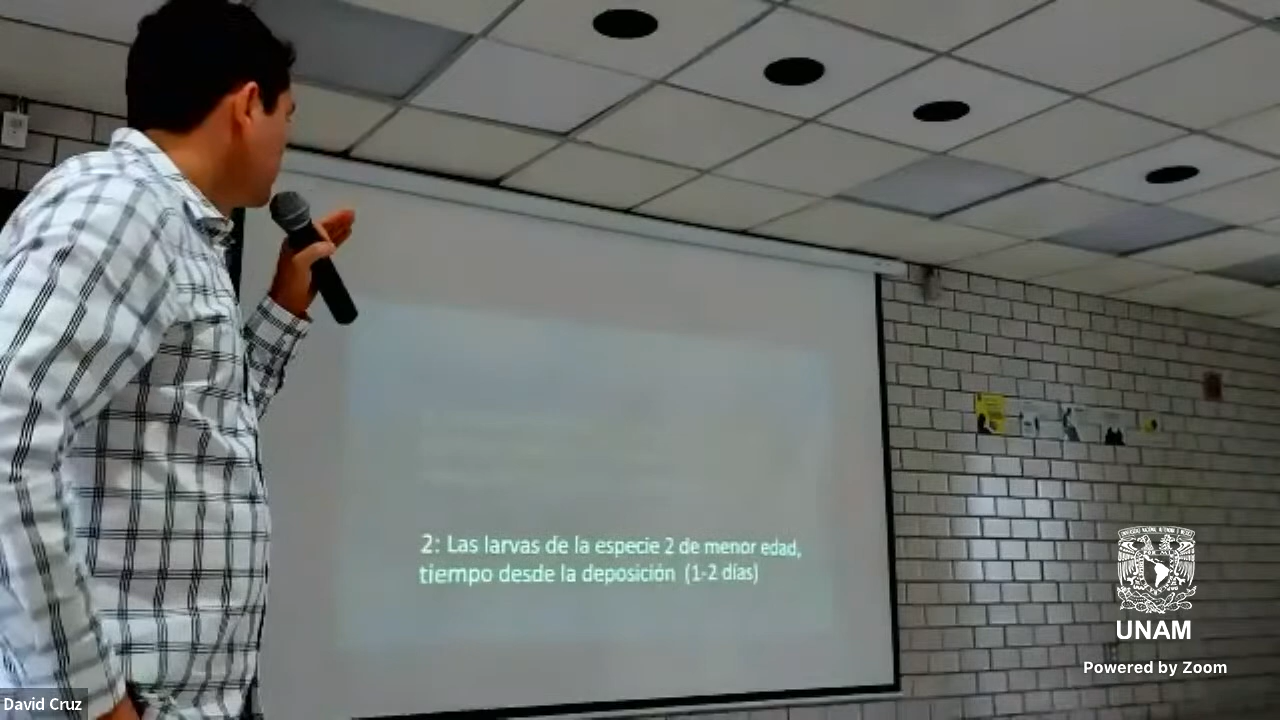 2: Las larvas de la especie 2 de menor edad,
tiempo desde la deposición (1-2 días)
UNAM
Powered by Zoom
David Cruz